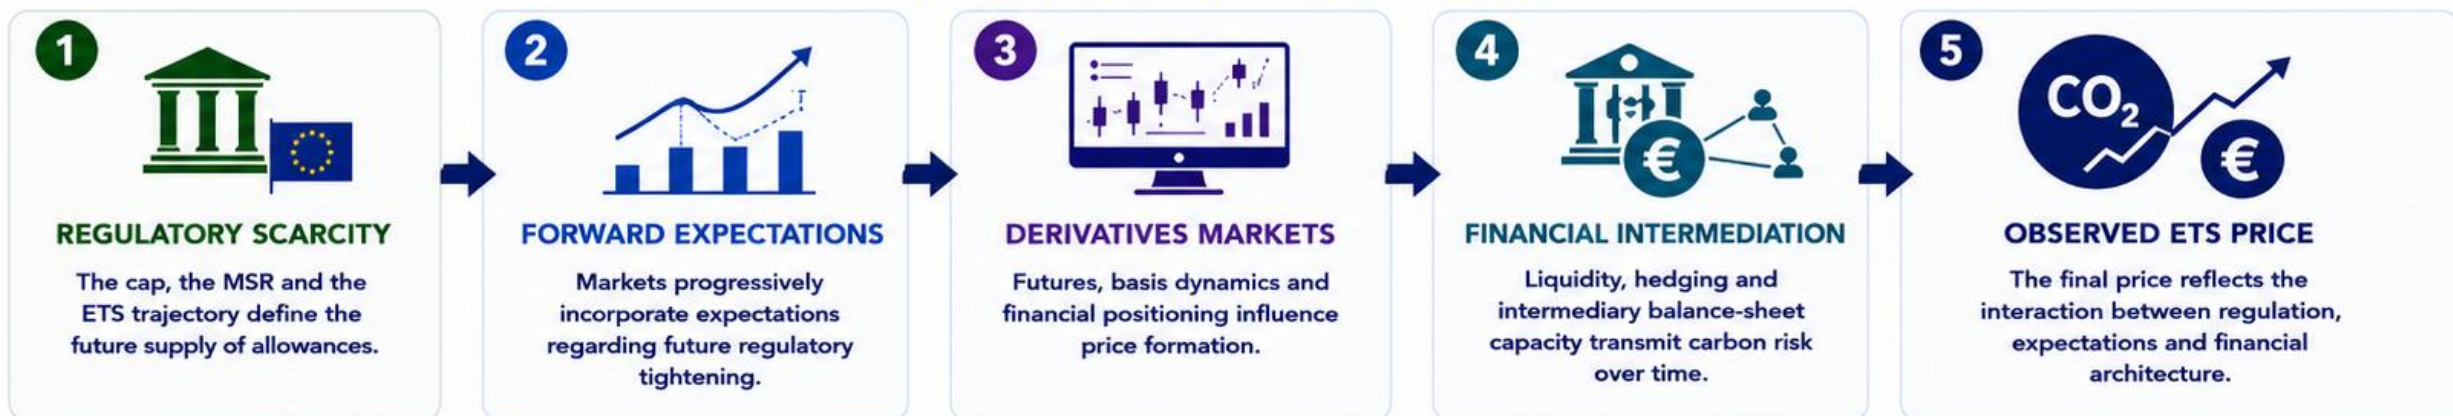 1
REGULATORY SCARCITY
The cap, the MSR and the
ETS trajectory define the
future supply of allowances.
2
FORWARD EXPECTATIONS
Markets progressively
incorporate expectations
regarding future regulatory
tightening.
3
DERIVATIVES MARKETS
Futures, basis dynamics and
financial positioning influence
price formation.
4
€
FINANCIAL INTERMEDIATION
Liquidity, hedging and
intermediary balance-sheet
capacity transmit carbon risk
over time.
5
CO₂
€
OBSERVED ETS PRICE
The final price reflects the
interaction between regulation,
expectations and financial
architecture.